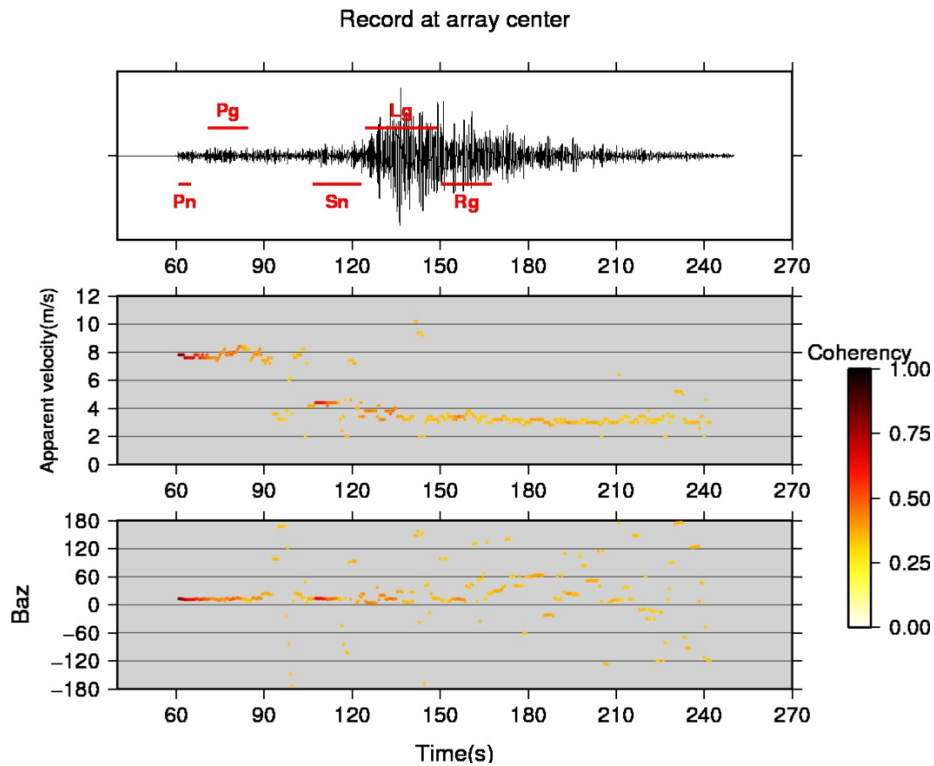 Record at array center
Pg
Lg
Pn
Sn
Rg
60 90 120 150 180 210 240 270
Apparent velocity(m/s)
12
10
8
6
4
2
0
60 90 120 150 180 210 240 270
Coherency
1.00
0.75
0.50
0.25
0.00
Baz
180
120
60
0
−60
−120
−180
60 90 120 150 180 210 240 270
Time(s)